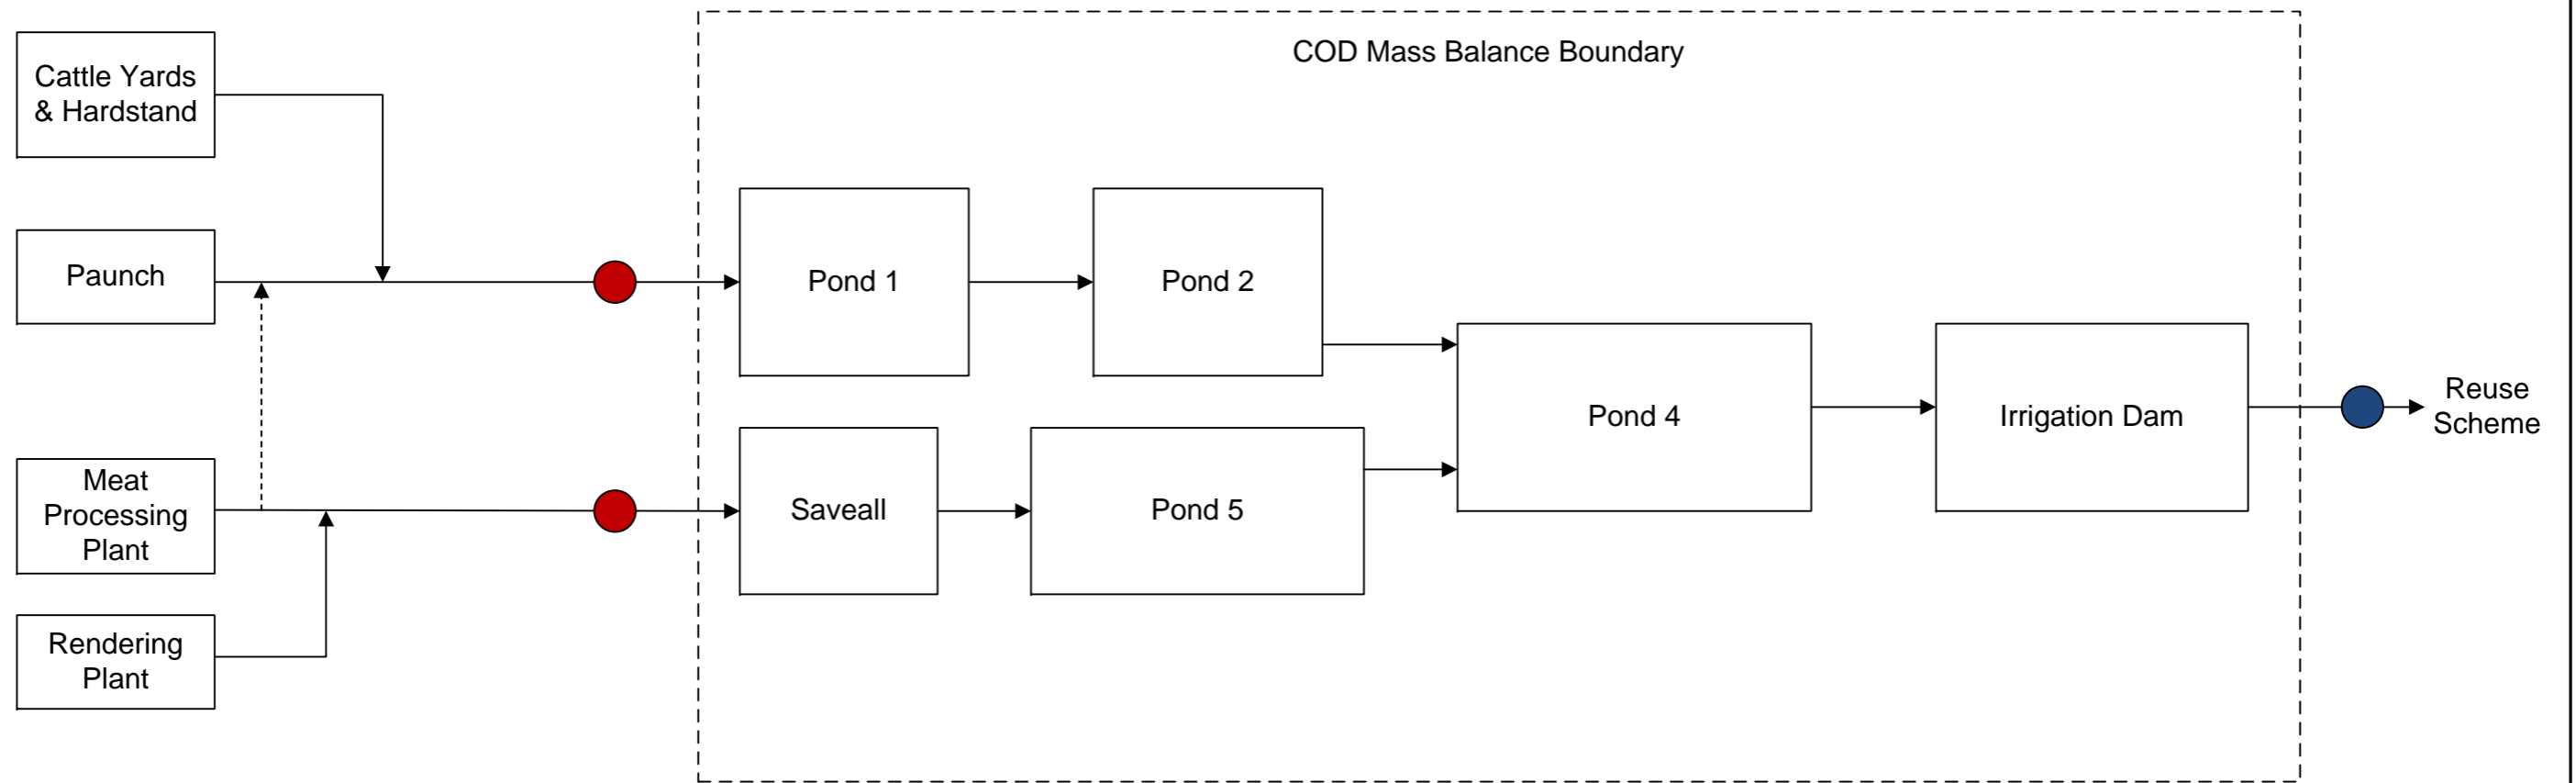 COD Mass Balance Boundary
Cattle Yards
& Hardstand
Paunch
Meat
Processing
Plant
Rendering
Plant
Pond 1
Pond 2
Saveall
Pond 5
Pond 4
Irrigation Dam
Reuse
Scheme